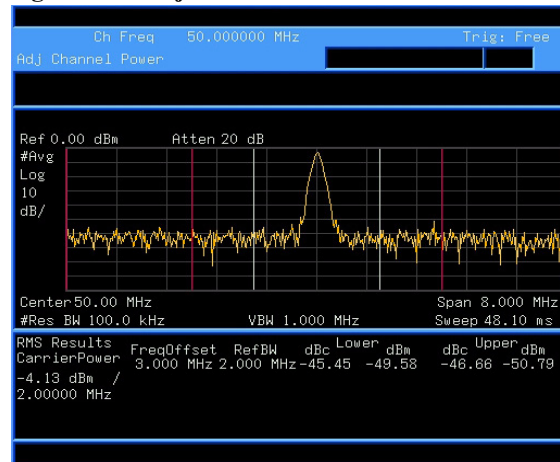 Ch Freq 50.000000 MHz Trig: Free
Adj Channel Power
Ref 0.00 dBm Atten 20 dB
#Avg
Log
10
dB/
Center 50.00 MHz Span 8.000 MHz
#Res BW 100.0 kHz VBW 1.000 MHz Sweep 48.10 ms
RMS Results
CarrierPower FreqOffset RefBW dBc Lower dBm dBc Upper dBm
3.000 MHz 2.000 MHz -45.45 -49.58 -46.66 -50.79
-4.13 dBm /
2.00000 MHz